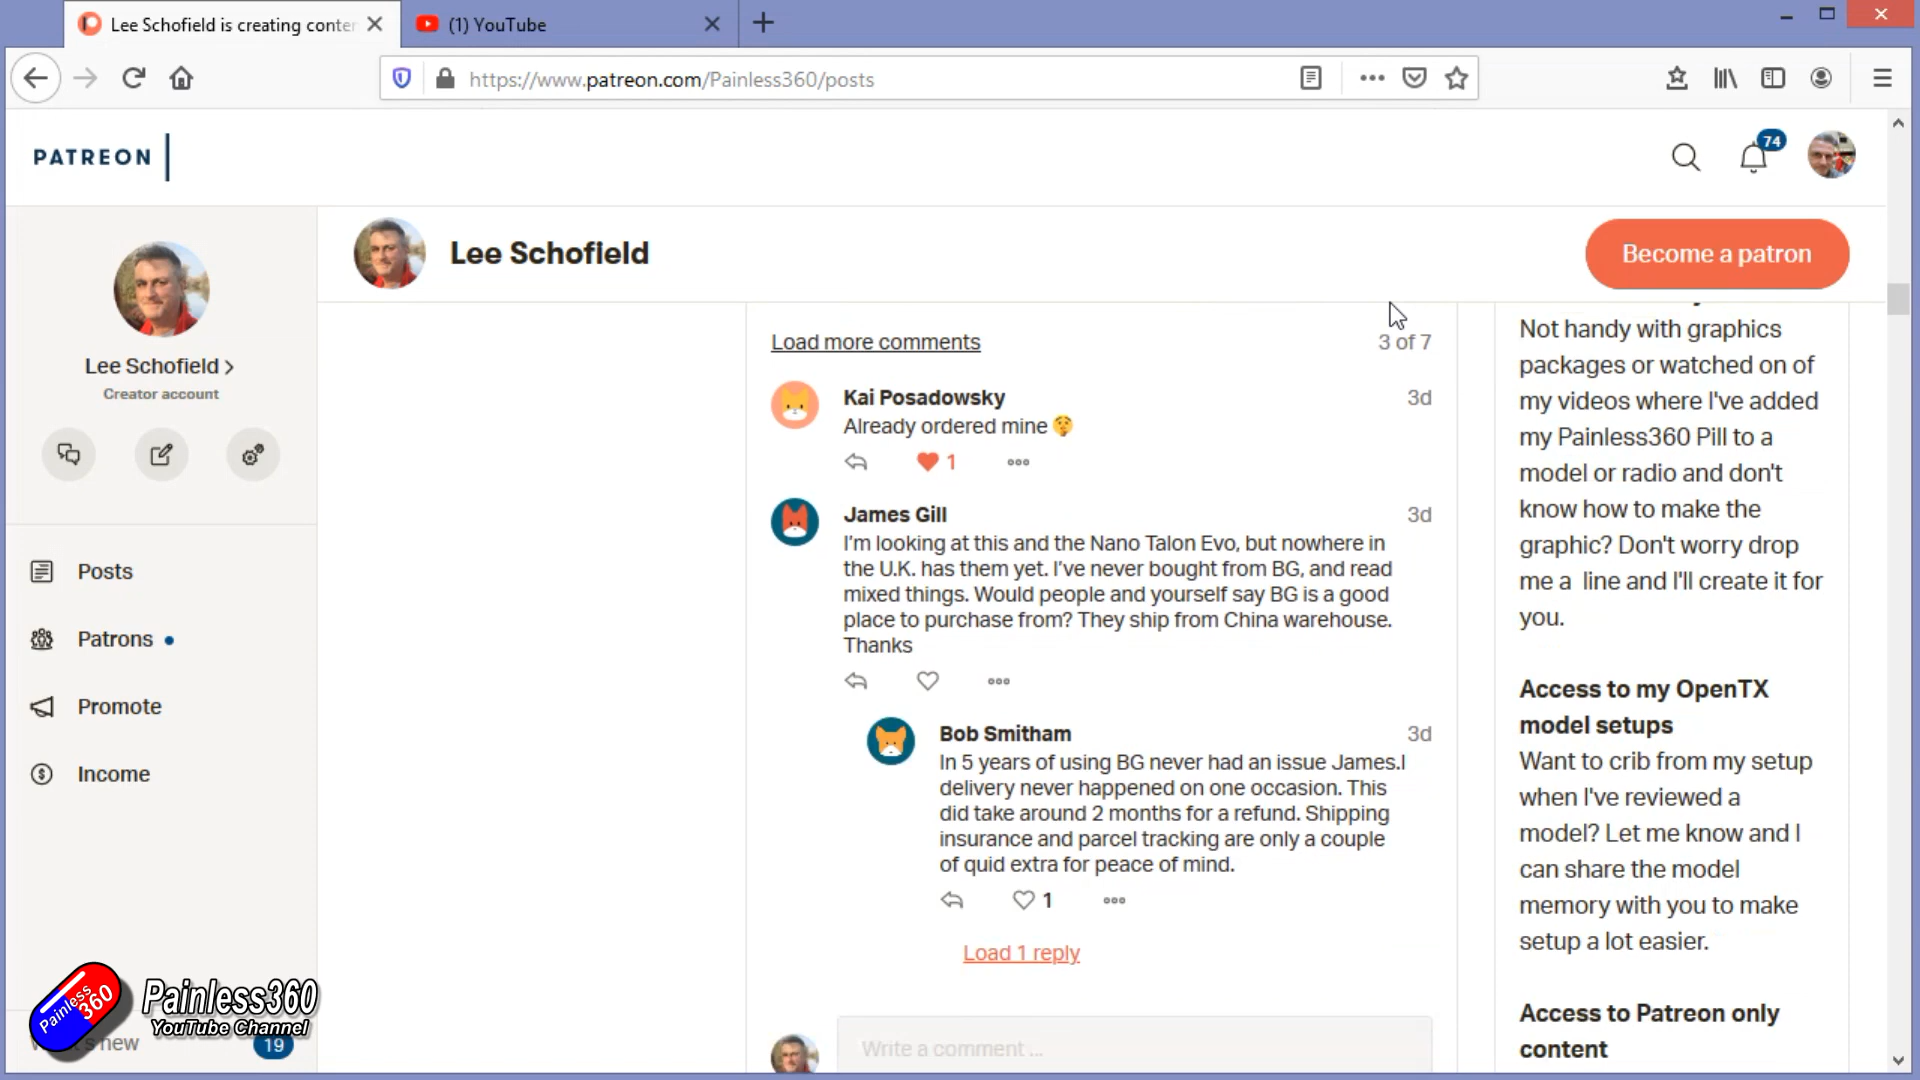 Lee Schofield is creating conter
(1) YouTube
https://www.patreon.com/Painless360/posts
PATREON
74
Lee Schofield
Become a patron
Lee Schofield
Creator account
Posts
Patrons
Promote
Income
What's new
19
Painless360
Painless360
YouTube Channel
Load more comments
3 of 7
Kai Posadowsky
3d
Already ordered mine 🤫
1
James Gill
3d
I'm looking at this and the Nano Talon Evo, but nowhere in
the U.K. has them yet. I've never bought from BG, and read
mixed things. Would people and yourself say BG is a good
place to purchase from? They ship from China warehouse.
Thanks
Bob Smitham
3d
In 5 years of using BG never had an issue James.I
delivery never happened on one occasion. This
did take around 2 months for a refund. Shipping
insurance and parcel tracking are only a couple
of quid extra for peace of mind.
1
Load 1 reply
Write a comment ...
Not handy with graphics
packages or watched on of
my videos where I've added
my Painless360 Pill to a
model or radio and don't
know how to make the
graphic? Don't worry drop
me a line and I'll create it for
you.
Access to my OpenTX
model setups
Want to crib from my setup
when I've reviewed a
model? Let me know and I
can share the model
memory with you to make
setup a lot easier.
Access to Patreon only
content